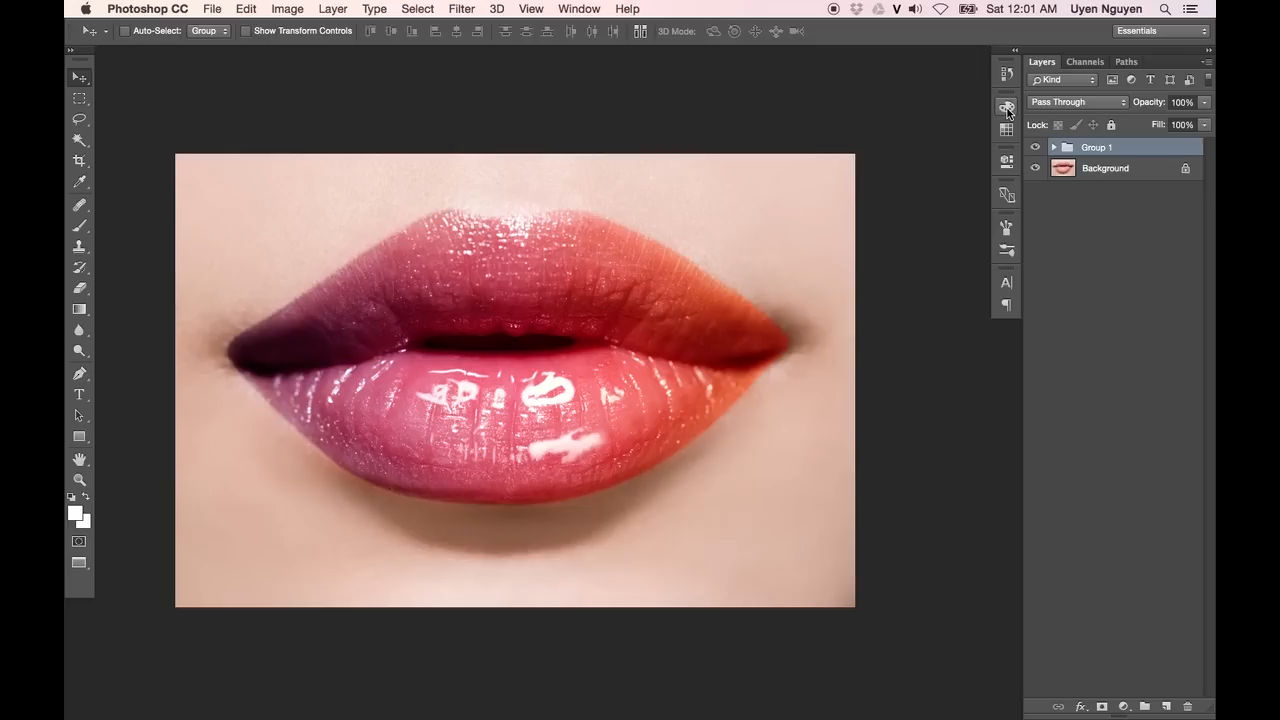 Photoshop CC File Edit Image Layer Type Select Filter 3D View Window Help V Sat 12:01 AM Uyen Nguyen
Auto-Select: Group Show Transform Controls 3D Mode: Essentials
Layers Channels Paths
Kind T
Pass Through Opacity: 100%
Lock: Fill: 100%
Group 1
Background
A
¶
T